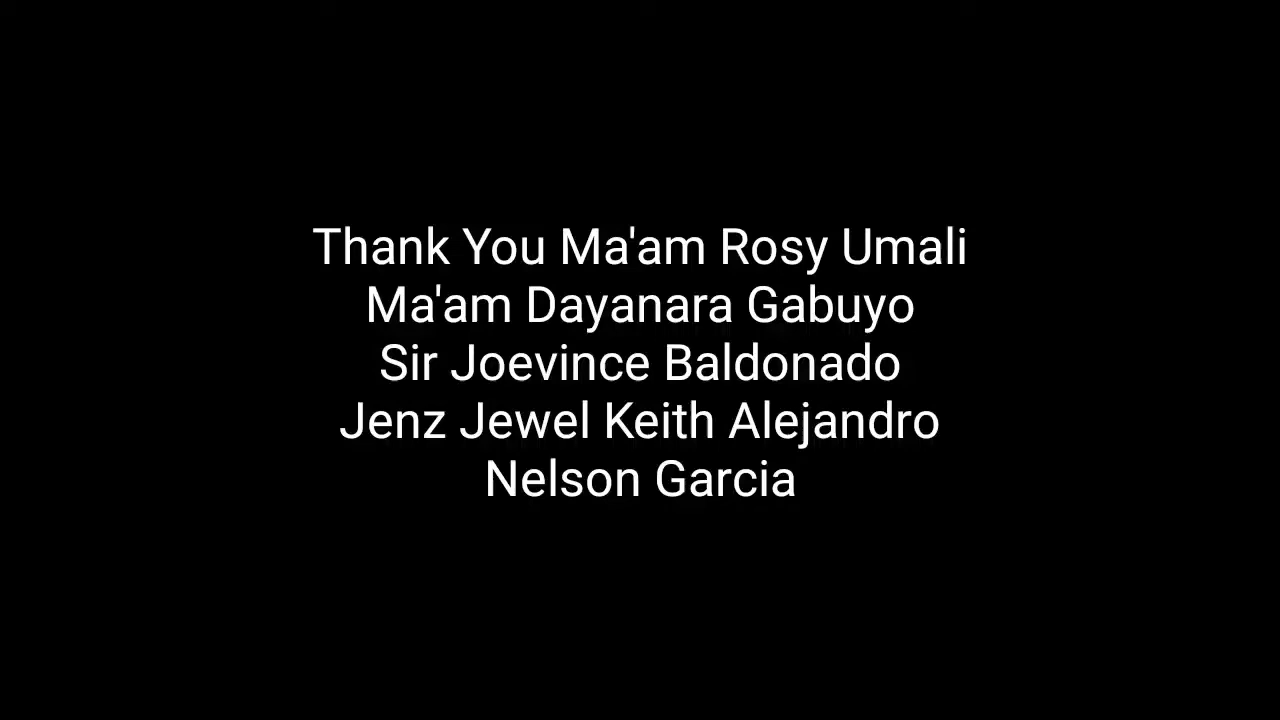 Thank You Ma'am Rosy Umali
Ma'am Dayanara Gabuyo
Sir Joevince Baldonado
Jenz Jewel Keith Alejandro
Nelson Garcia